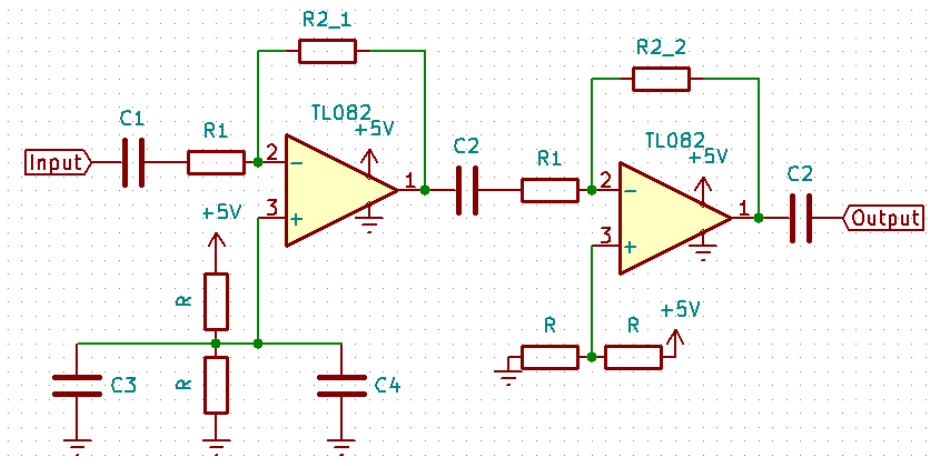 R2_1
R2_2
TL082
+5V
C1
R1
2
-
1
3
+
Input
C2
R1
TL082
+5V
2
-
1
3
+
C2
Output
+5V
R
R
C3
C4
R
R
+5V